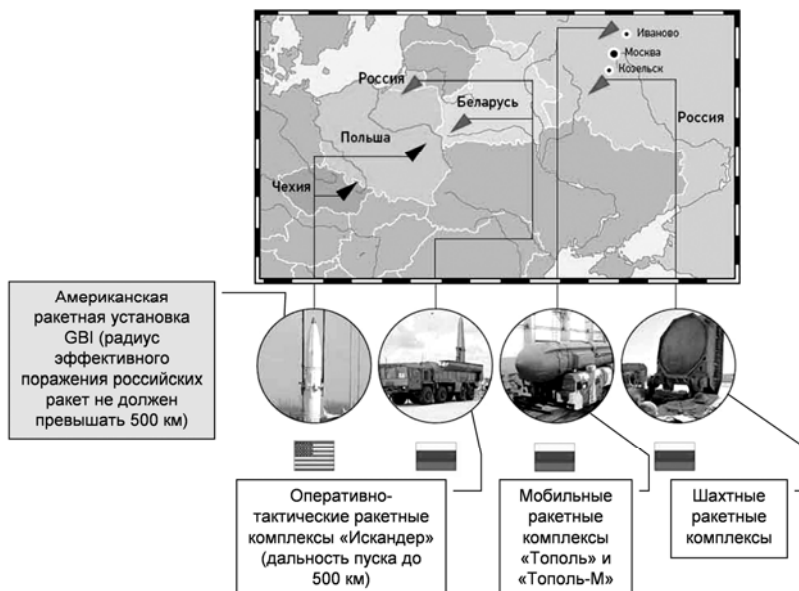 Иваново
Москва
Козельск
Россия
Беларусь
Россия
Польша
Чехия
Американская
ракетная установка
GBI (радиус
эффективного
поражения российских
ракет не должен
превышать 500 км)
Оперативно-
тактические ракетные
комплексы «Искандер»
(дальность пуска до
500 км)
Мобильные
ракетные
комплексы
«Тополь» и
«Тополь-М»
Шахтные
ракетные
комплексы